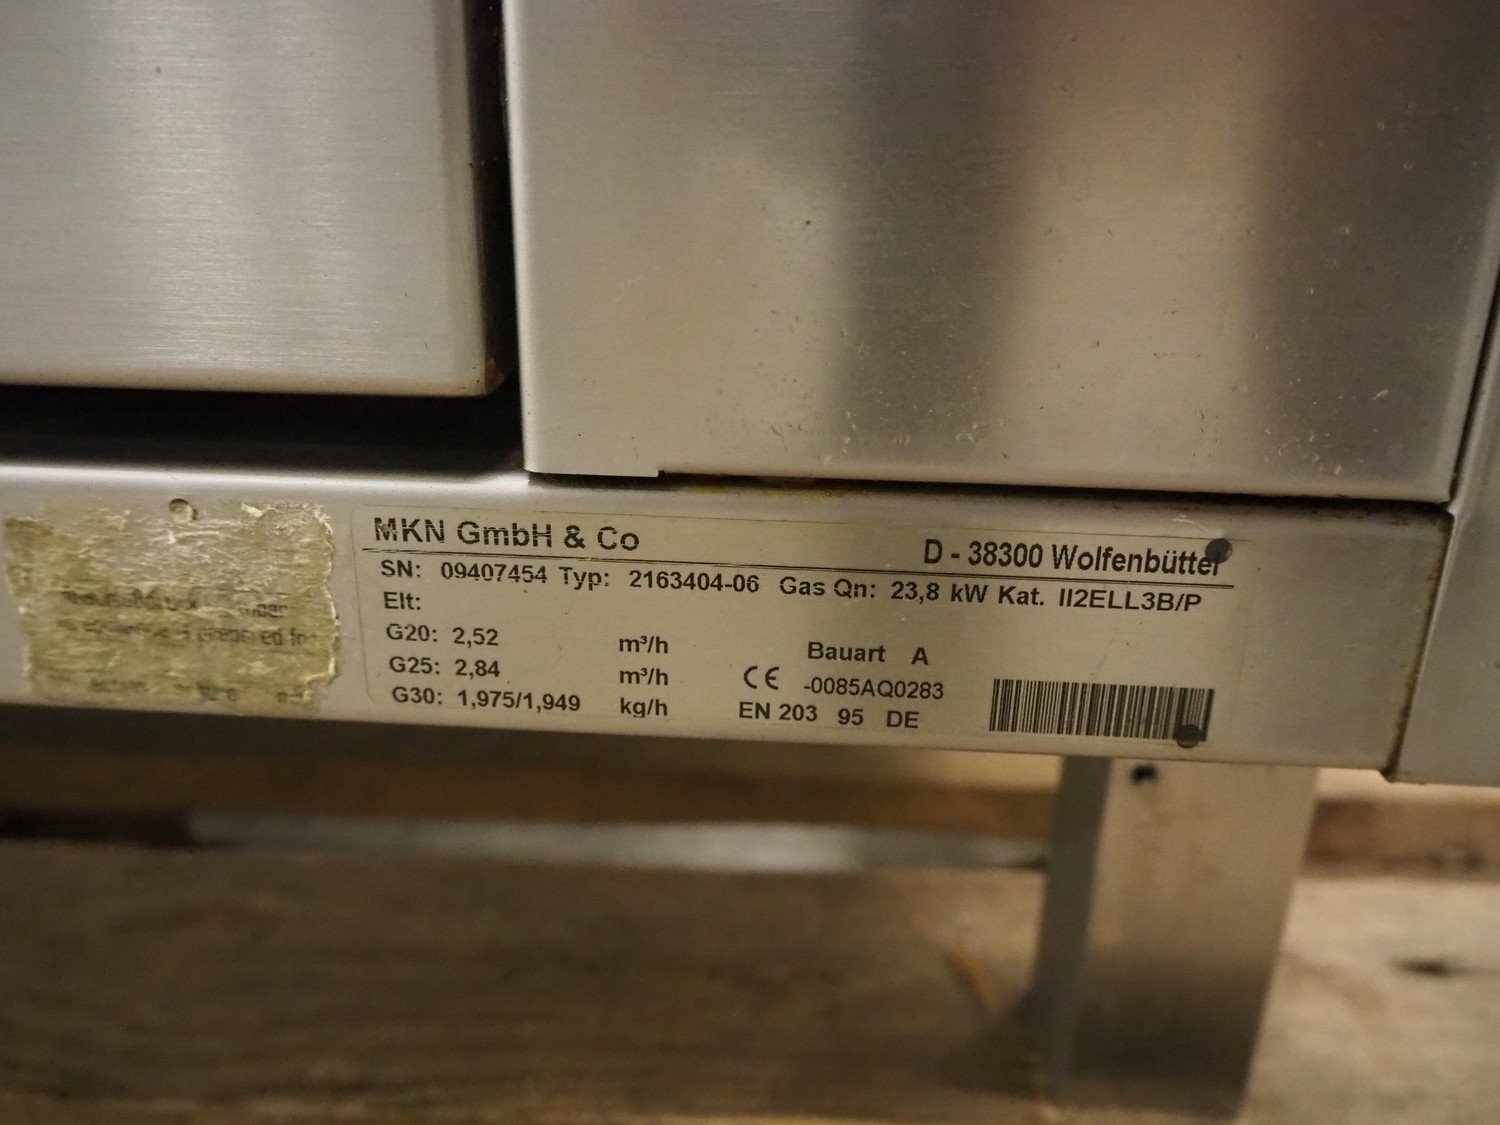 MKN GmbH & Co
D - 38300 Wolfenbüttel
SN: 09407454 Typ: 2163404-06 Gas Qn: 23,8 kW Kat. II2ELL3B/P
Elt:
G20: 2,52 m³/h
Bauart A
G25: 2,84 m³/h
CE -0085AQ0283
G30: 1,975/1,949 kg/h
EN 203 95 DE
prepared for